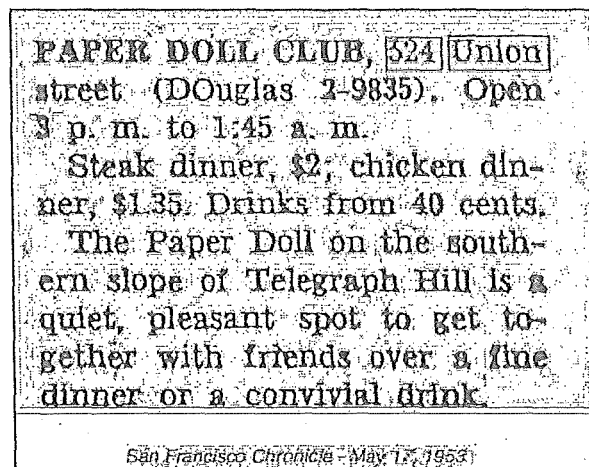 PAPER DOLL CLUB, 524 Union
street (DOuglas 2-9835). Open
3 p. m. to 1:45 a. m.
Steak dinner, $2; chicken din-
ner, $1.35. Drinks from 40 cents.
The Paper Doll on the south-
ern slope of Telegraph Hill is a
quiet, pleasant spot to get to-
gether with friends over a fine
dinner or a convivial drink.
San Francisco Chronicle - May 17, 1953